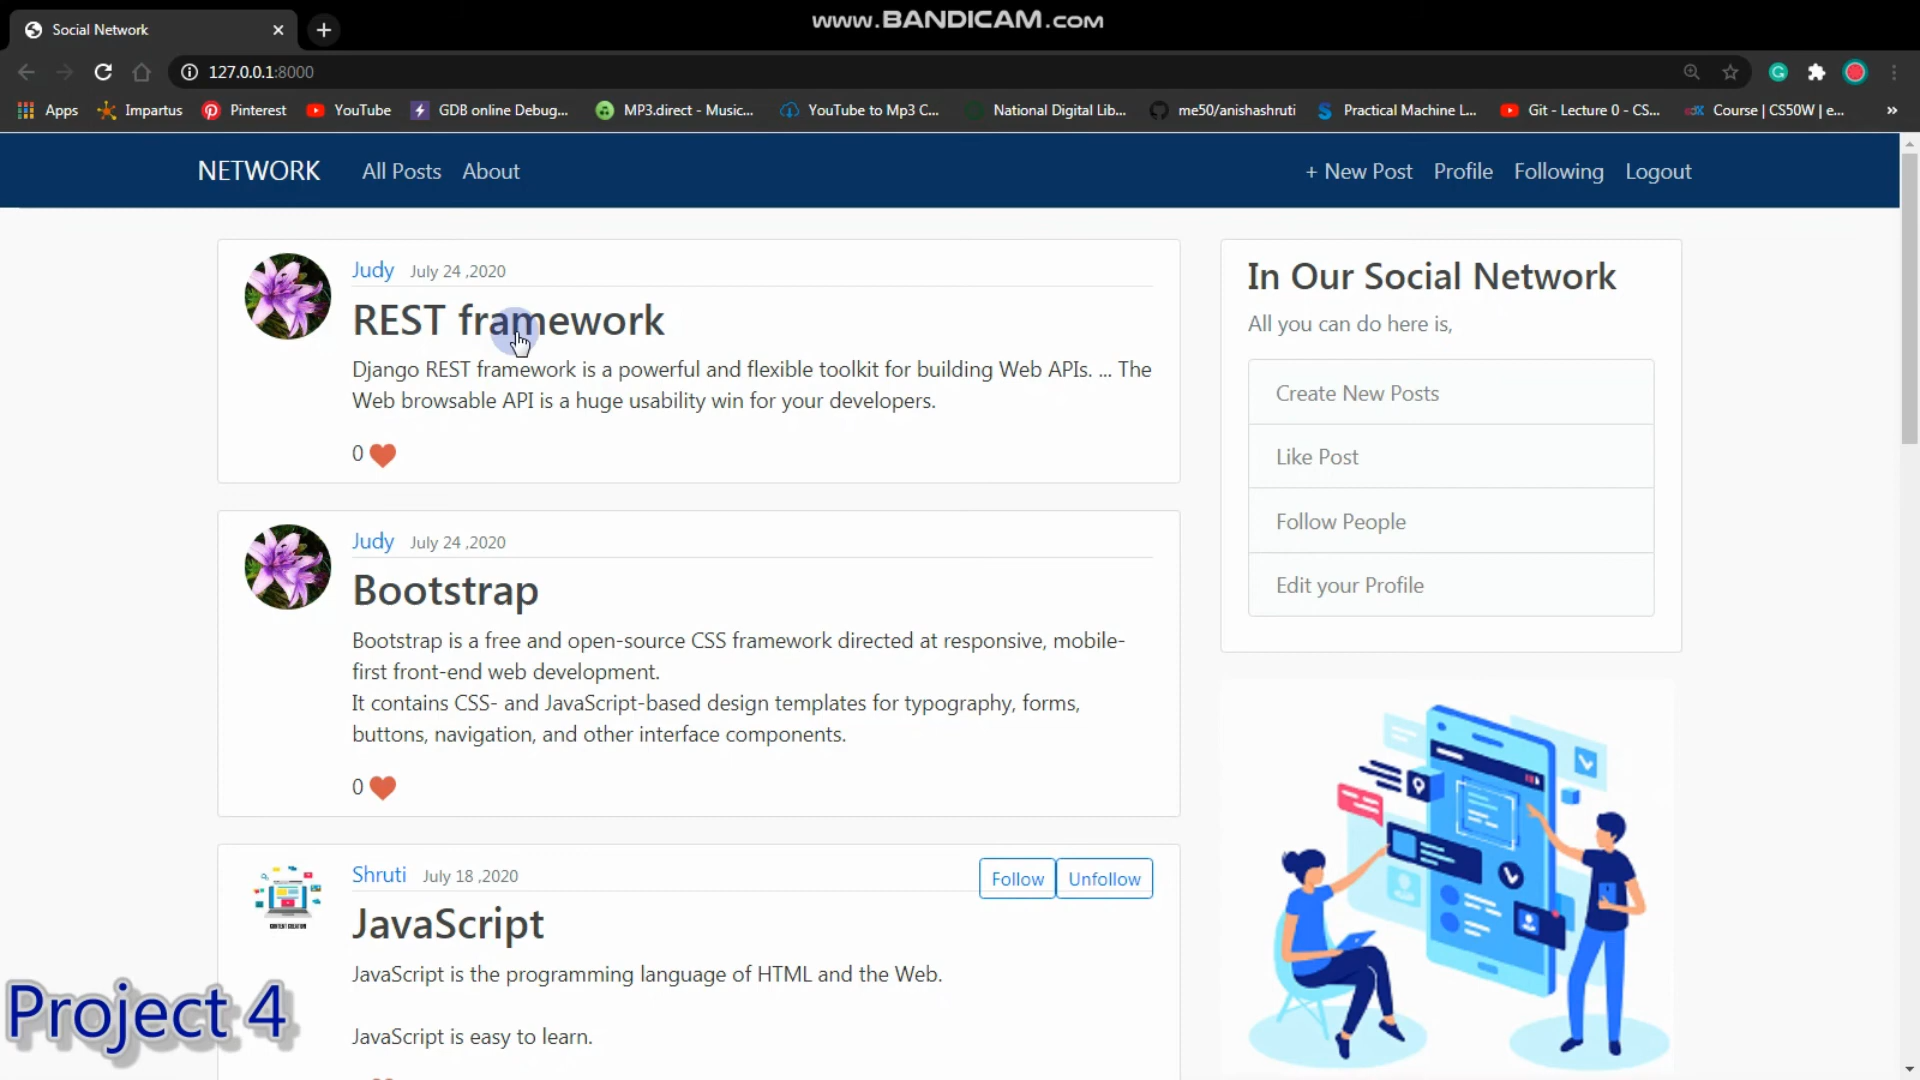 www.BANDICAM.com
Social Network
127.0.0.1:8000
Apps
Impartus
Pinterest
YouTube
GDB online Debug...
MP3.direct - Music...
YouTube to Mp3 C...
National Digital Lib...
me50/anishashruti
Practical Machine L...
Git - Lecture 0 - CS...
Course | CS50W | e...
NETWORK
All Posts
About
+ New Post
Profile
Following
Logout
Judy July 24 ,2020
REST framework
Django REST framework is a powerful and flexible toolkit for building Web APIs. ... The
Web browsable API is a huge usability win for your developers.
0
Judy July 24 ,2020
Bootstrap
Bootstrap is a free and open-source CSS framework directed at responsive, mobile-
first front-end web development.
It contains CSS- and JavaScript-based design templates for typography, forms,
buttons, navigation, and other interface components.
0
Shruti July 18 ,2020
Follow
Unfollow
JavaScript
JavaScript is the programming language of HTML and the Web.
JavaScript is easy to learn.
In Our Social Network
All you can do here is,
Create New Posts
Like Post
Follow People
Edit your Profile
Project 4